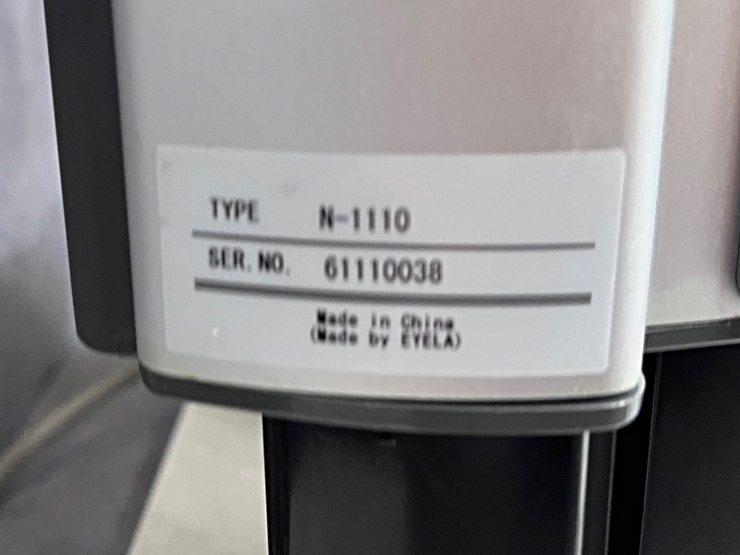 TYPE N-1110
SER. NO. 61110038
Made in China
(Made by EYELA)